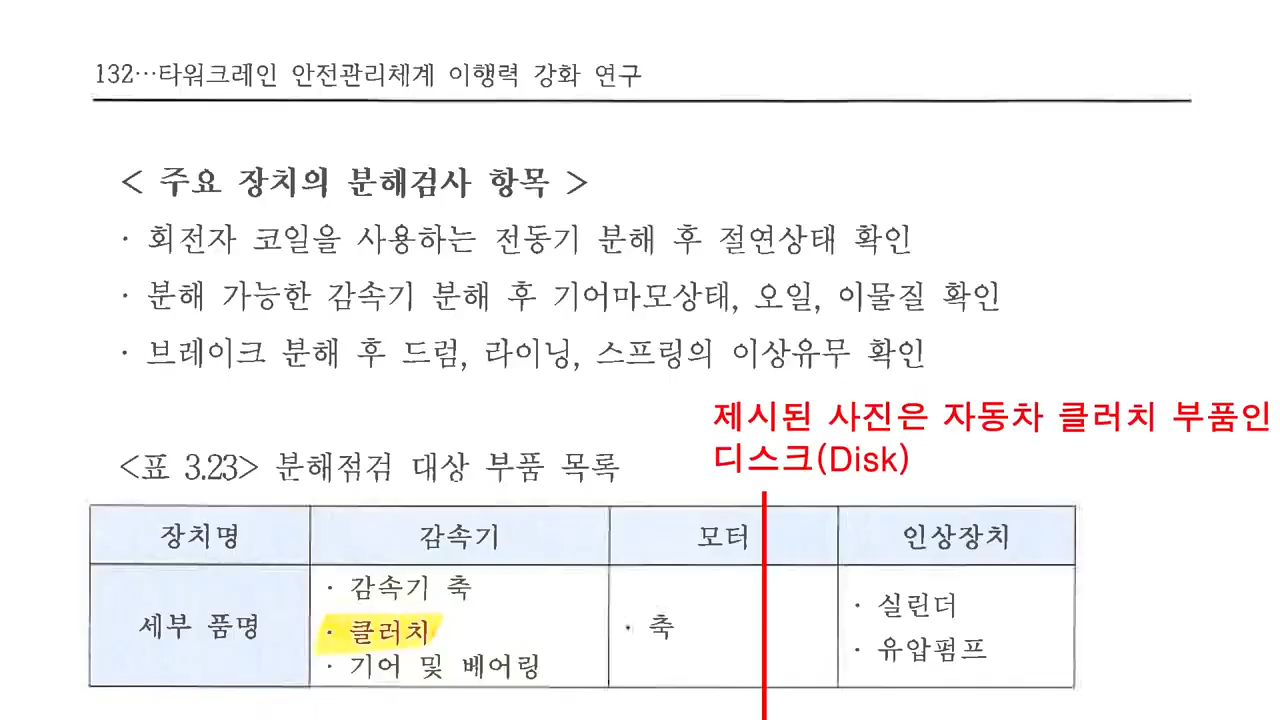 132…타워크레인 안전관리체계 이행력 강화 연구
< 주요 장치의 분해검사 항목 >
· 회전자 코일을 사용하는 전동기 분해 후 절연상태 확인
· 분해 가능한 감속기 분해 후 기어마모상태, 오일, 이물질 확인
· 브레이크 분해 후 드럼, 라이닝, 스프링의 이상유무 확인
제시된 사진은 자동차 클러치 부품인
디스크(Disk)
<표 3.23> 분해점검 대상 부품 목록
장치명 감속기 모터 인상장치
세부 품명
· 감속기 축
· 클러치
· 기어 및 베어링
· 축
· 실린더
· 유압펌프